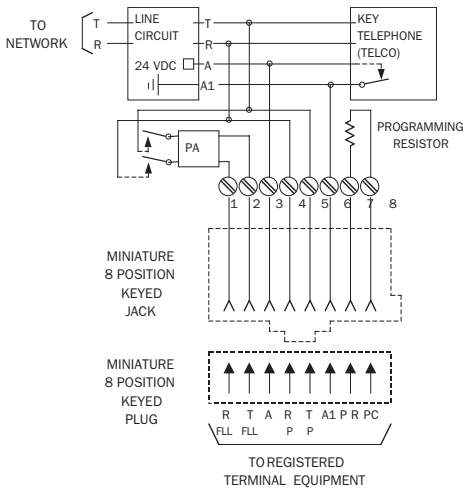 TO
NETWORK
T
R
LINE
CIRCUIT
24 VDC
T
R
A
A1
KEY
TELEPHONE
(TELCO)
PROGRAMMING
RESISTOR
PA
1 2 3 4 5 6 7 8
MINIATURE
8 POSITION
KEYED
JACK
MINIATURE
8 POSITION
KEYED
PLUG
R T A R T A1 P R PC
FLL FLL P P
TO REGISTERED
TERMINAL EQUIPMENT